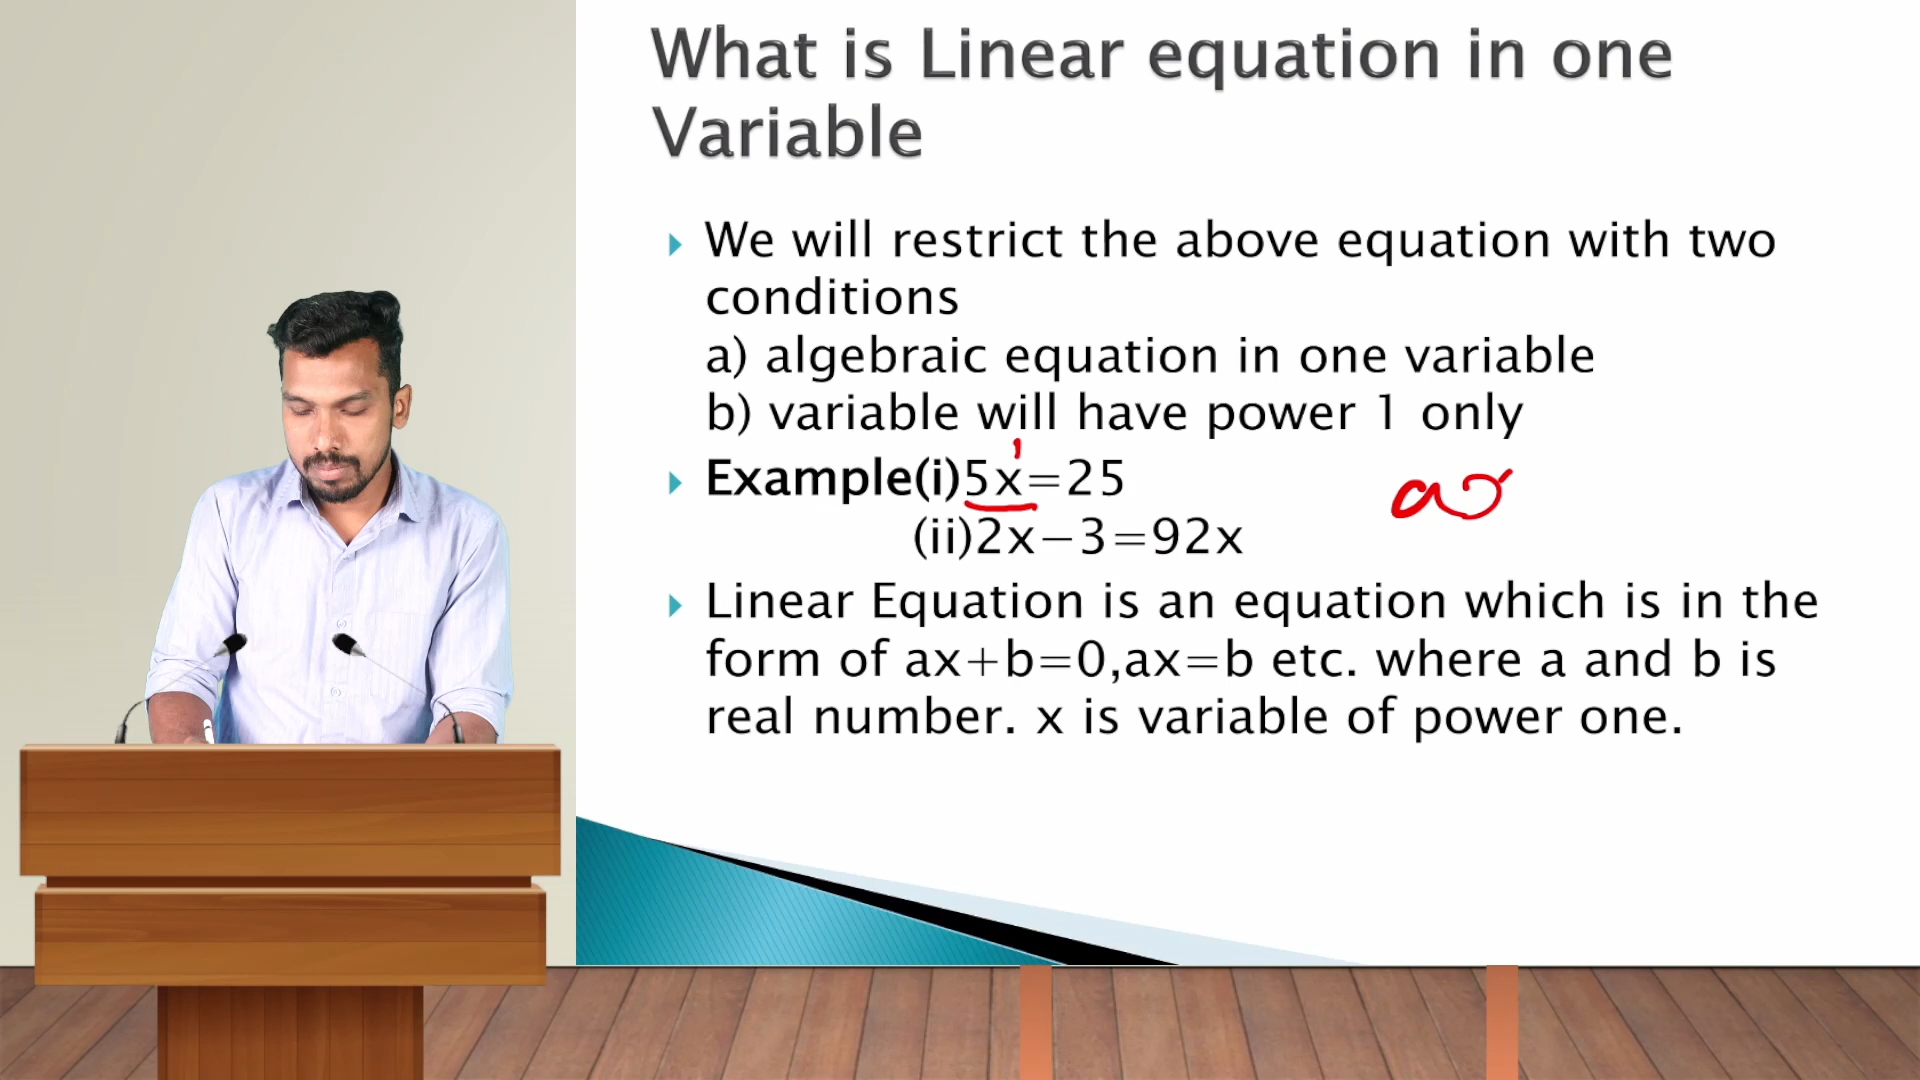 What is Linear equation in one
Variable
We will restrict the above equation with two
conditions
a) algebraic equation in one variable
b) variable will have power 1 only
Example(i)5x=25
(ii)2x−3=92x
Linear Equation is an equation which is in the
form of ax+b=0,ax=b etc. where a and b is
real number. x is variable of power one.